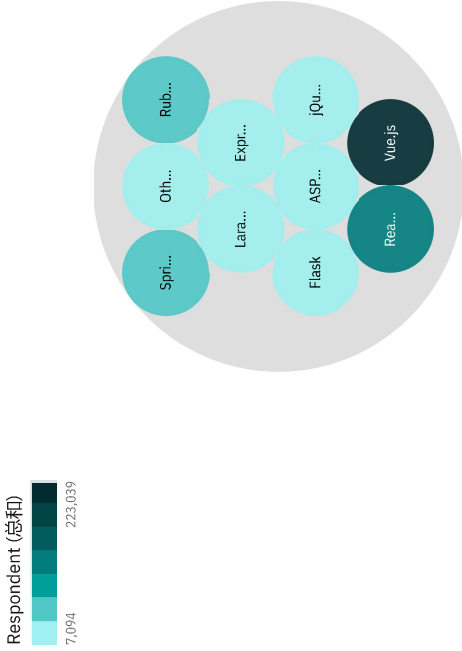 Vue.js
Rea...
jQu...
ASP...
Flask
Expr...
Lara...
Rub...
Oth...
Spri...
Respondent (总和)
7,094
223,039